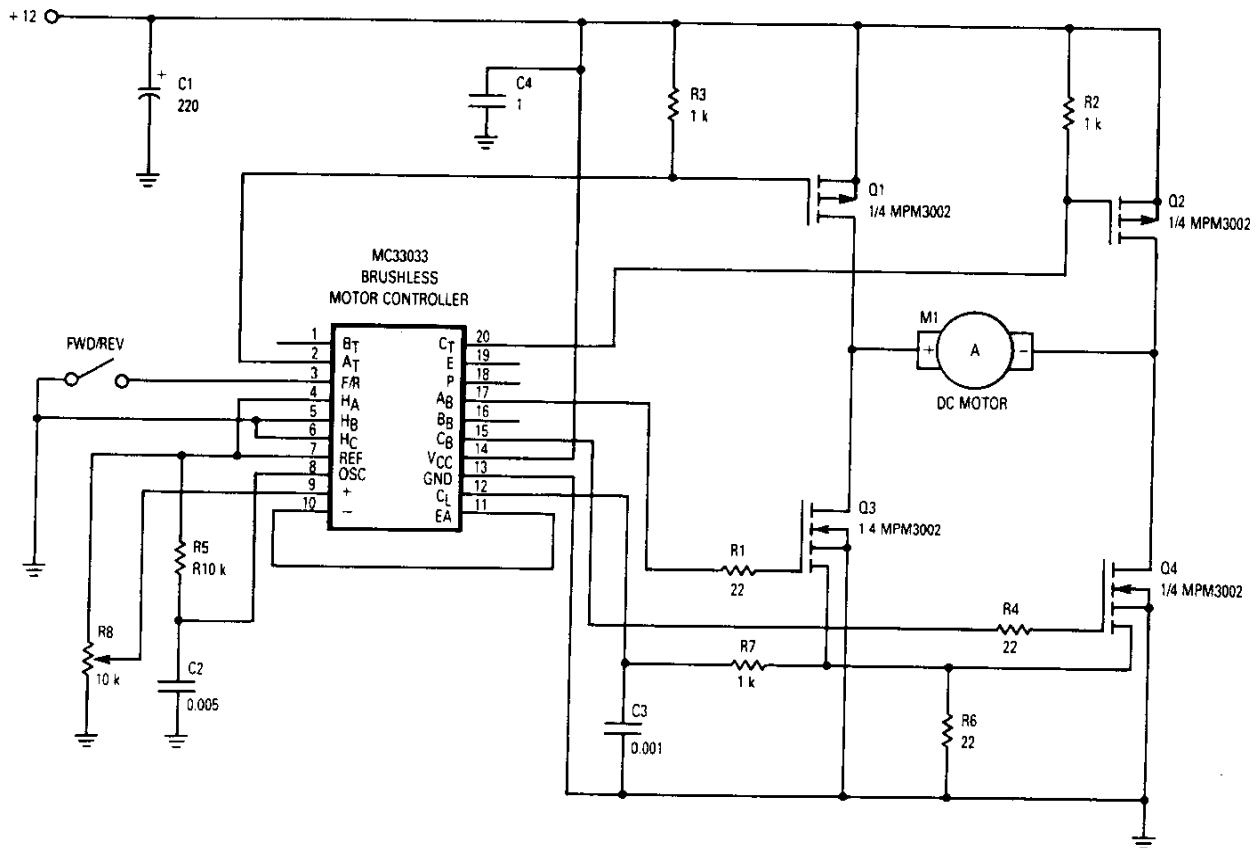 + 12
+
C1
220
C4
1
R3
1 k
R2
1 k
Q1
1/4 MPM3002
Q2
1/4 MPM3002
MC33033
BRUSHLESS
MOTOR CONTROLLER
FWD/REV
1 BT CT 20
2 AT E 19
3 F/R P 18
4 HA AB 17
5 HB BB 16
6 HC CB 15
7 REF VCC 14
8 OSC GND 13
9 + CL 12
10 − EA 11
M1
+ A −
DC MOTOR
Q3
1 4 MPM3002
R1
22
Q4
1/4 MPM3002
R4
22
R5
R10 k
R8
10 k
C2
0.005
R7
1 k
C3
0.001
R6
22